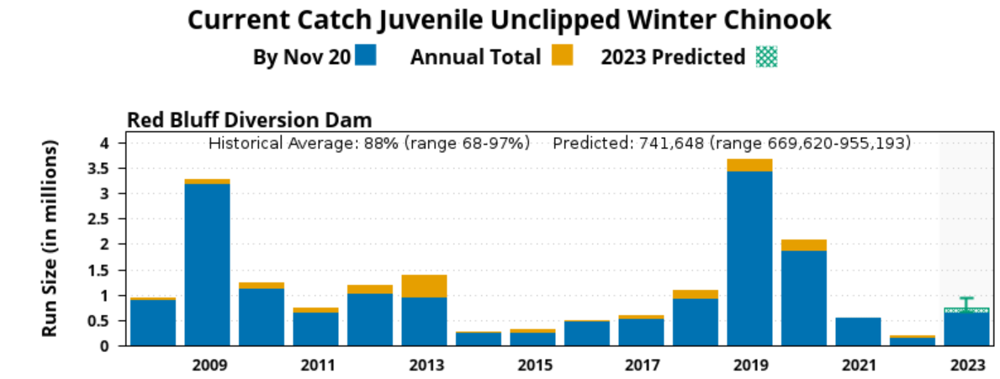 Current Catch Juvenile Unclipped Winter Chinook
By Nov 20 Annual Total 2023 Predicted
Red Bluff Diversion Dam
Historical Average: 88% (range 68-97%) Predicted: 741,648 (range 669,620-955,193)
Run Size (in millions)
4
3.5
3
2.5
2
1.5
1
0.5
0
2009 2011 2013 2015 2017 2019 2021 2023